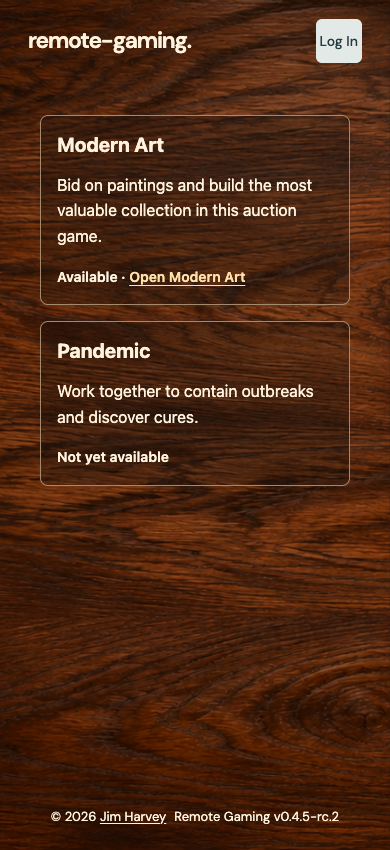 remote-gaming.
Log In
Modern Art
Bid on paintings and build the most
valuable collection in this auction
game.
Available · Open Modern Art
Pandemic
Work together to contain outbreaks
and discover cures.
Not yet available
© 2026 Jim Harvey Remote Gaming v0.4.5-rc.2